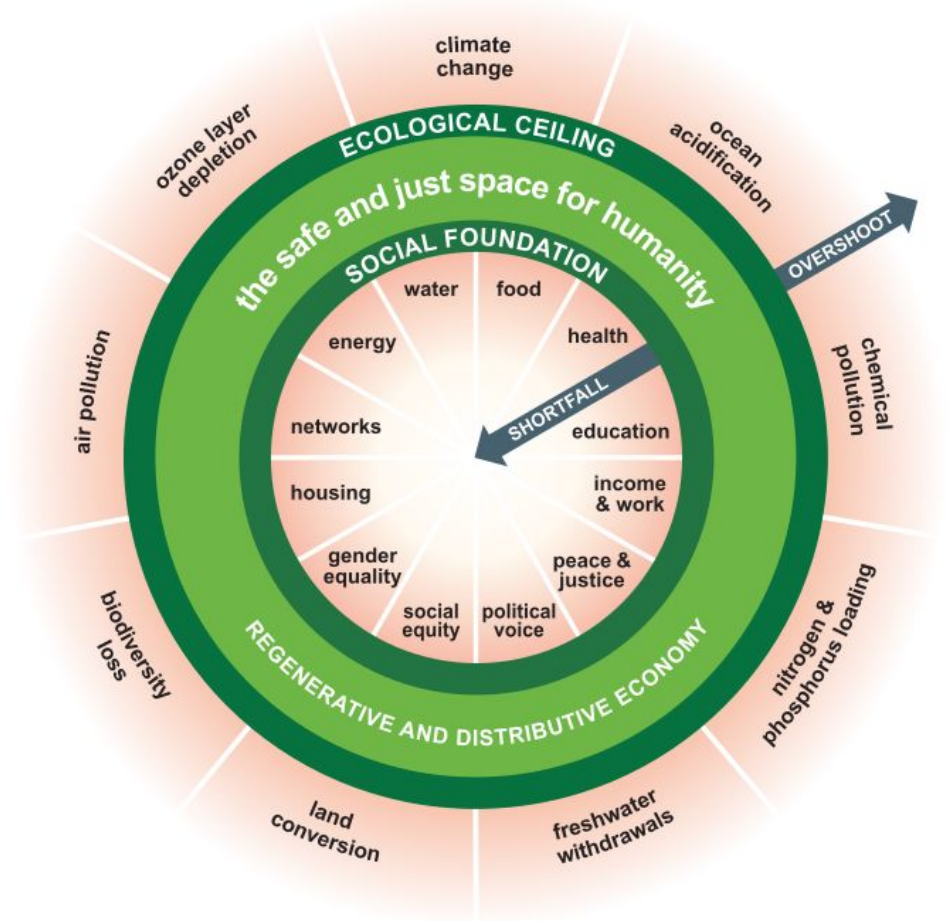 climate
change
ozone layer
depletion
ocean
acidification
ECOLOGICAL CEILING
the safe and just space for humanity
OVERSHOOT
SOCIAL FOUNDATION
water
food
energy
health
SHORTFALL
air pollution
chemical
pollution
networks
education
housing
income
& work
gender
equality
peace &
justice
social
equity
political
voice
biodiversity
loss
nitrogen &
phosphorus loading
REGENERATIVE AND DISTRIBUTIVE ECONOMY
land
conversion
freshwater
withdrawals